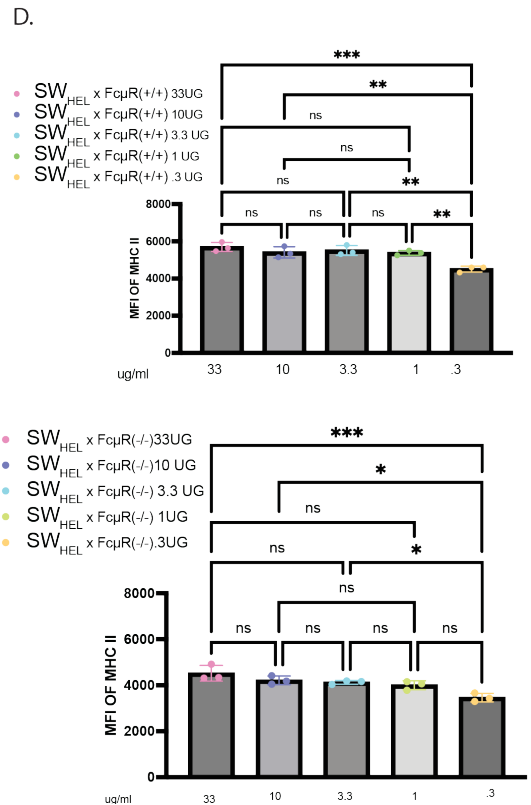 D.
***
**
ns
ns
ns
**
ns
ns
ns
**
SWHEL x FcμR(+/+) 33UG
SWHEL x FcμR(+/+) 10UG
SWHEL x FcμR(+/+) 3.3 UG
SWHEL x FcμR(+/+) 1 UG
SWHEL x FcμR(+/+) .3 UG
MFI OF MHC II
8000
6000
4000
2000
0
ug/ml 33 10 3.3 1 .3
SWHEL x FcμR(-/-)33UG
SWHEL x FcμR(-/-)10 UG
SWHEL x FcμR(-/-) 3.3 UG
SWHEL x FcμR(-/-) 1UG
SWHEL x FcμR(-/-).3UG
***
*
ns
ns
*
ns
ns
ns
ns
ns
MFI OF MHC II
8000
6000
4000
2000
0
ug/ml 33 10 3.3 1 .3